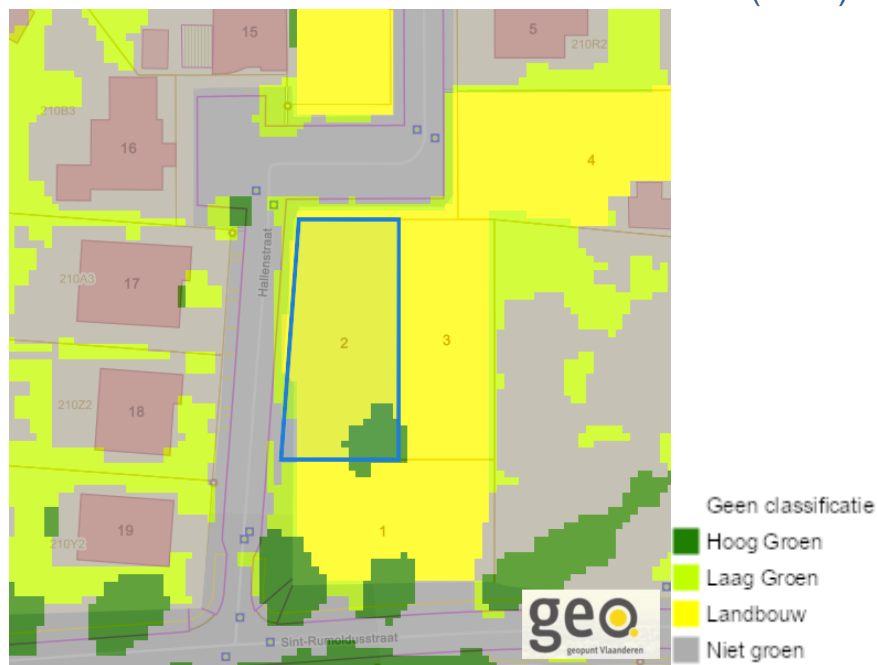 15
5
210R2
210B3
16
4
Hallenstraat
210A3
17
2
3
210Z2
18
1
19
210Y2
Sint-Rumoldusstraat
geo
geopunt Vlaanderen
Geen classificatie
Hoog Groen
Laag Groen
Landbouw
Niet groen